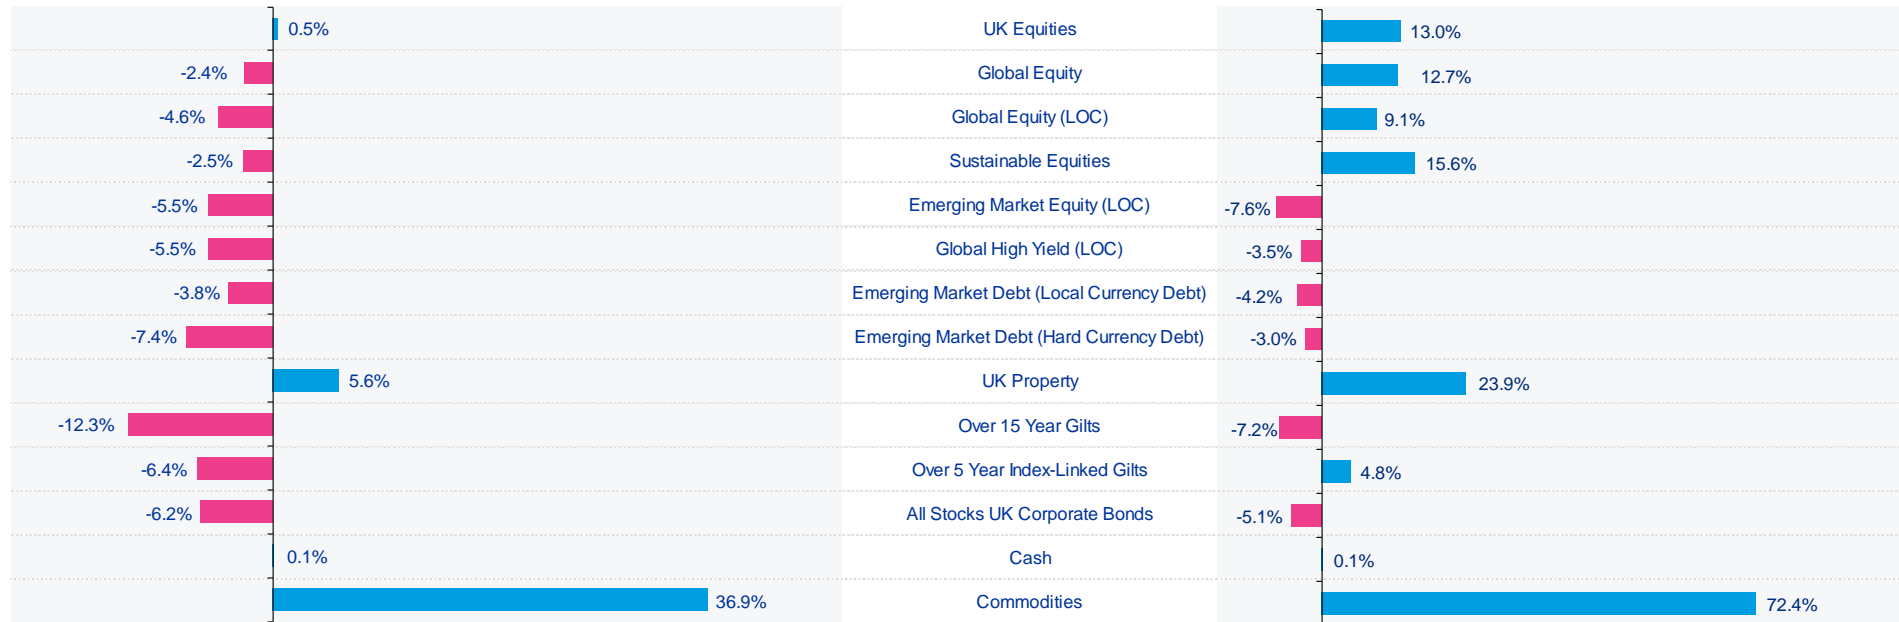 0.5% UK Equities 13.0%
-2.4% Global Equity 12.7%
-4.6% Global Equity (LOC) 9.1%
-2.5% Sustainable Equities 15.6%
-5.5% Emerging Market Equity (LOC) -7.6%
-5.5% Global High Yield (LOC) -3.5%
-3.8% Emerging Market Debt (Local Currency Debt) -4.2%
-7.4% Emerging Market Debt (Hard Currency Debt) -3.0%
5.6% UK Property 23.9%
-12.3% Over 15 Year Gilts -7.2%
-6.4% Over 5 Year Index-Linked Gilts 4.8%
-6.2% All Stocks UK Corporate Bonds -5.1%
0.1% Cash 0.1%
36.9% Commodities 72.4%